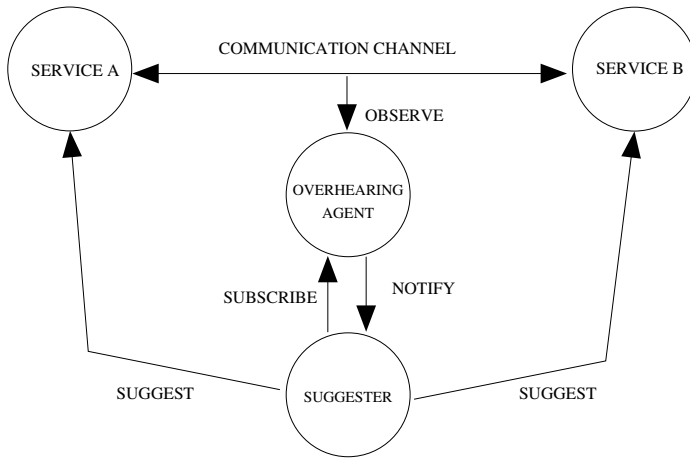 COMMUNICATION CHANNEL
SERVICE A
SERVICE B
OBSERVE
OVERHEARING
AGENT
SUBSCRIBE
NOTIFY
SUGGEST
SUGGESTER
SUGGEST